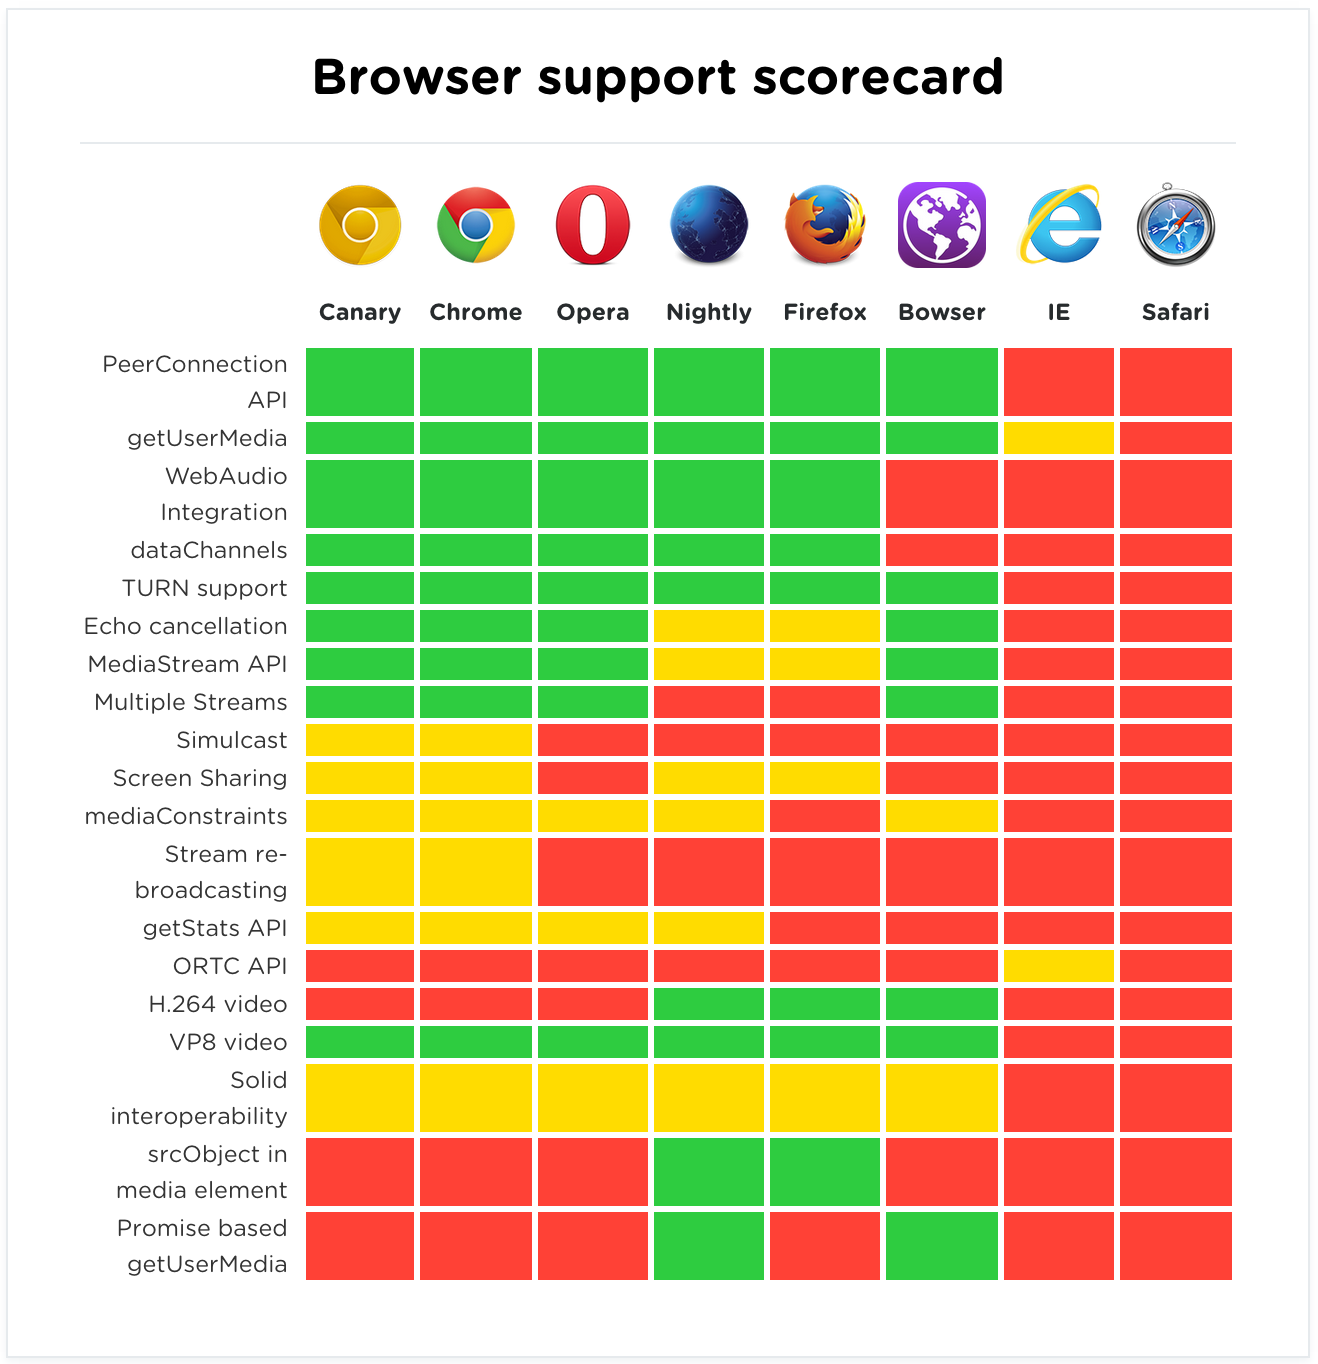 Browser support scorecard
Canary Chrome Opera Nightly Firefox Bowser IE Safari
PeerConnection
API
getUserMedia
WebAudio
Integration
dataChannels
TURN support
Echo cancellation
MediaStream API
Multiple Streams
Simulcast
Screen Sharing
mediaConstraints
Stream re-
broadcasting
getStats API
ORTC API
H.264 video
VP8 video
Solid
interoperability
srcObject in
media element
Promise based
getUserMedia